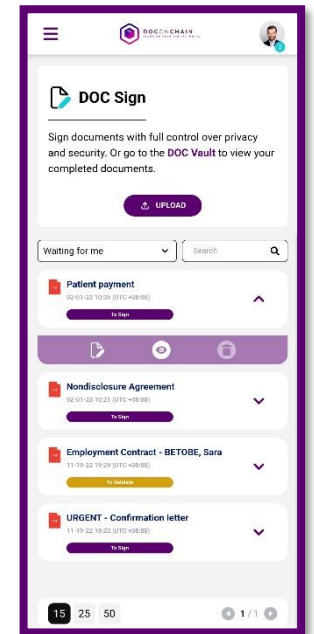 DOCONCHAIN
DOC Sign
Sign documents with full control over privacy
and security. Or go to the DOC Vault to view your
completed documents.
UPLOAD
Waiting for me
Search
Patient payment
02-01-23 10:35 (UTC +08:00)
To Sign
Nondisclosure Agreement
02-01-23 10:21 (UTC +08:00)
To Sign
Employment Contract - BETOBE, Sara
11-19-22 19:29 (UTC +08:00)
To Validate
URGENT - Confirmation letter
11-19-22 19:22 (UTC +08:00)
To Sign
15 25 50
1 / 1